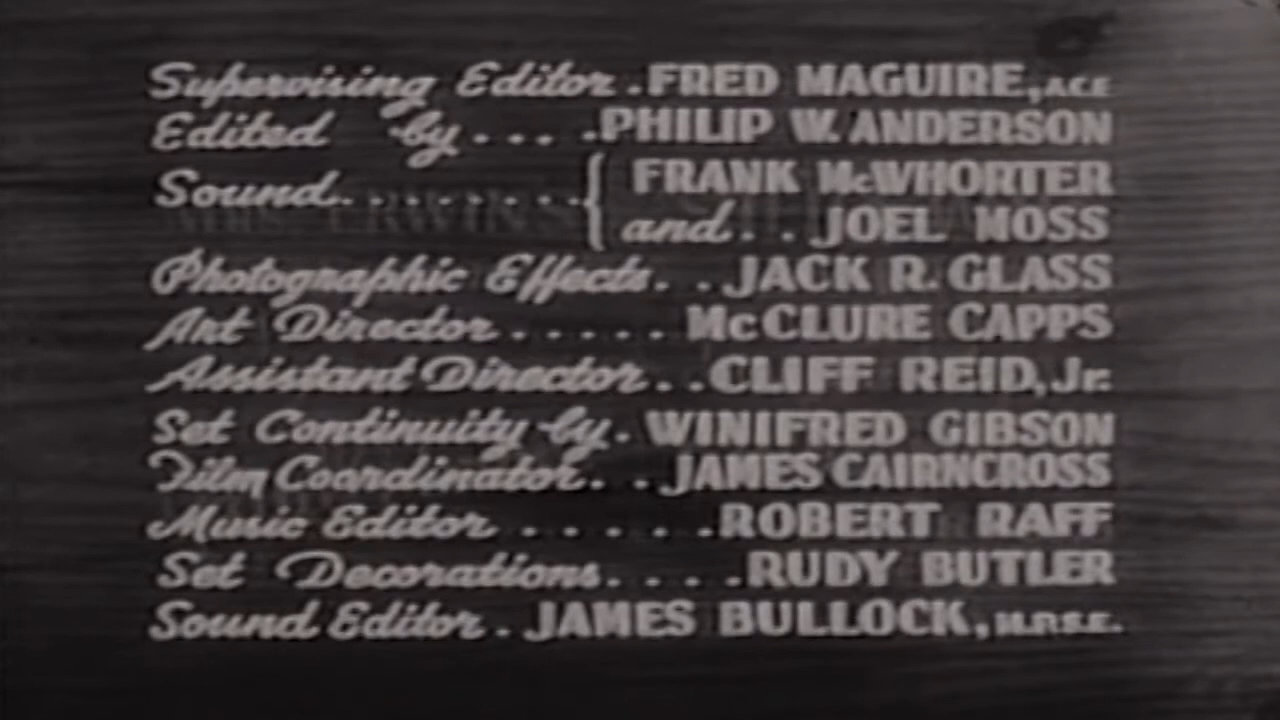 Supervising Editor . FRED MAGUIRE, A.C.E
Edited by . . . . PHILIP W. ANDERSON
Sound. . . . . . . . . { FRANK McWHORTER
and . . JOEL MOSS
Photographic Effects. . . JACK R. GLASS
Art Director . . . . . . McCLURE CAPPS
Assistant Director . . . CLIFF REID, Jr.
Set Continuity by . WINIFRED GIBSON
Film Coordinator. . . JAMES CAIRNCROSS
Music Editor . . . . . . ROBERT RAFF
Set Decorations. . . . . RUDY BUTLER
Sound Editor . JAMES BULLOCK, M.P.S.E.